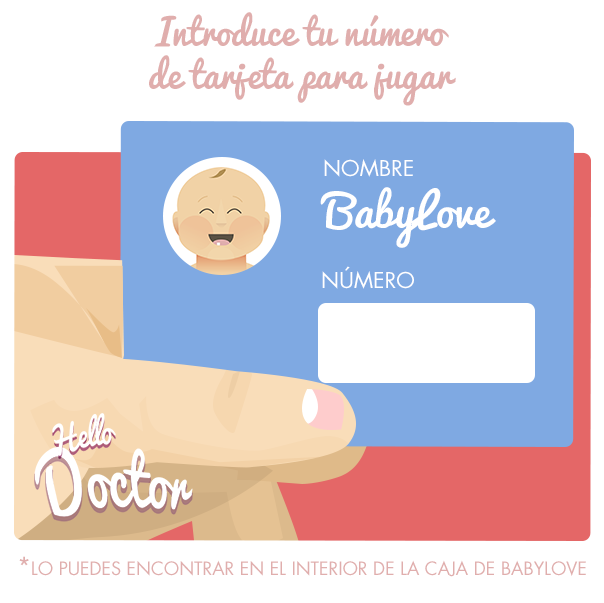 Introduce tu número
de tarjeta para jugar
NOMBRE
BabyLove
NÚMERO
Hello
Doctor
*LO PUEDES ENCONTRAR EN EL INTERIOR DE LA CAJA DE BABYLOVE